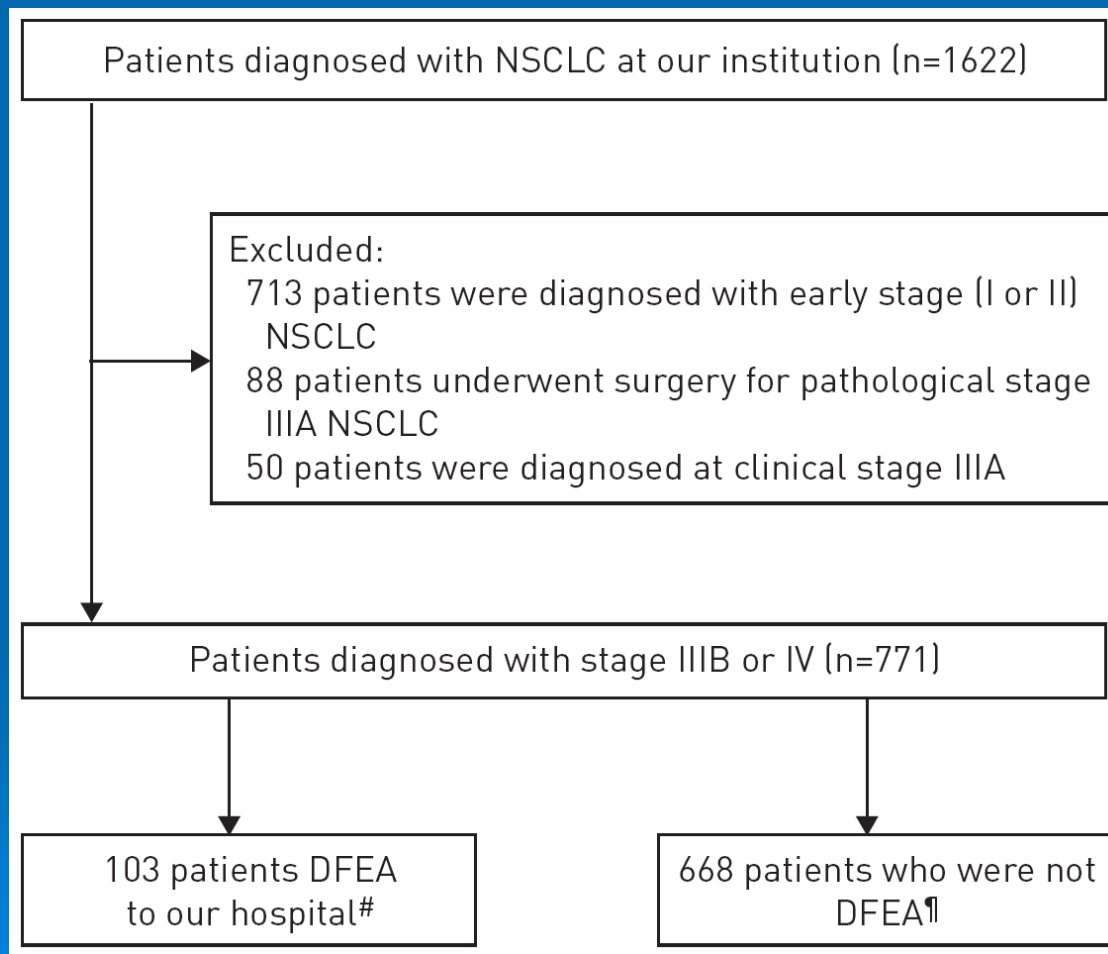 Patients diagnosed with NSCLC at our institution (n=1622)
Excluded:
713 patients were diagnosed with early stage (I or II)
NSCLC
88 patients underwent surgery for pathological stage
IIIA NSCLC
50 patients were diagnosed at clinical stage IIIA
Patients diagnosed with stage IIIB or IV (n=771)
103 patients DFEA
to our hospital#
668 patients who were not
DFEA¶